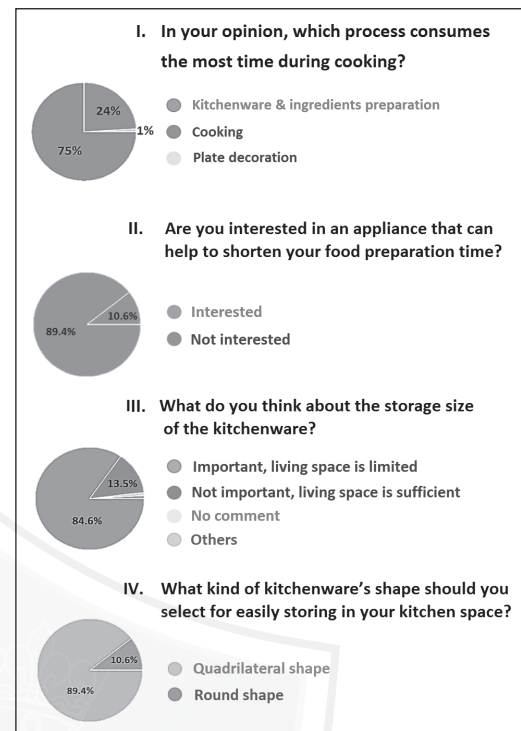 I. In your opinion, which process consumes
the most time during cooking?
24%
1%
75%
Kitchenware & ingredients preparation
Cooking
Plate decoration
II. Are you interested in an appliance that can
help to shorten your food preparation time?
10.6%
89.4%
Interested
Not interested
III. What do you think about the storage size
of the kitchenware?
13.5%
84.6%
Important, living space is limited
Not important, living space is sufficient
No comment
Others
IV. What kind of kitchenware's shape should you
select for easily storing in your kitchen space?
10.6%
89.4%
Quadrilateral shape
Round shape